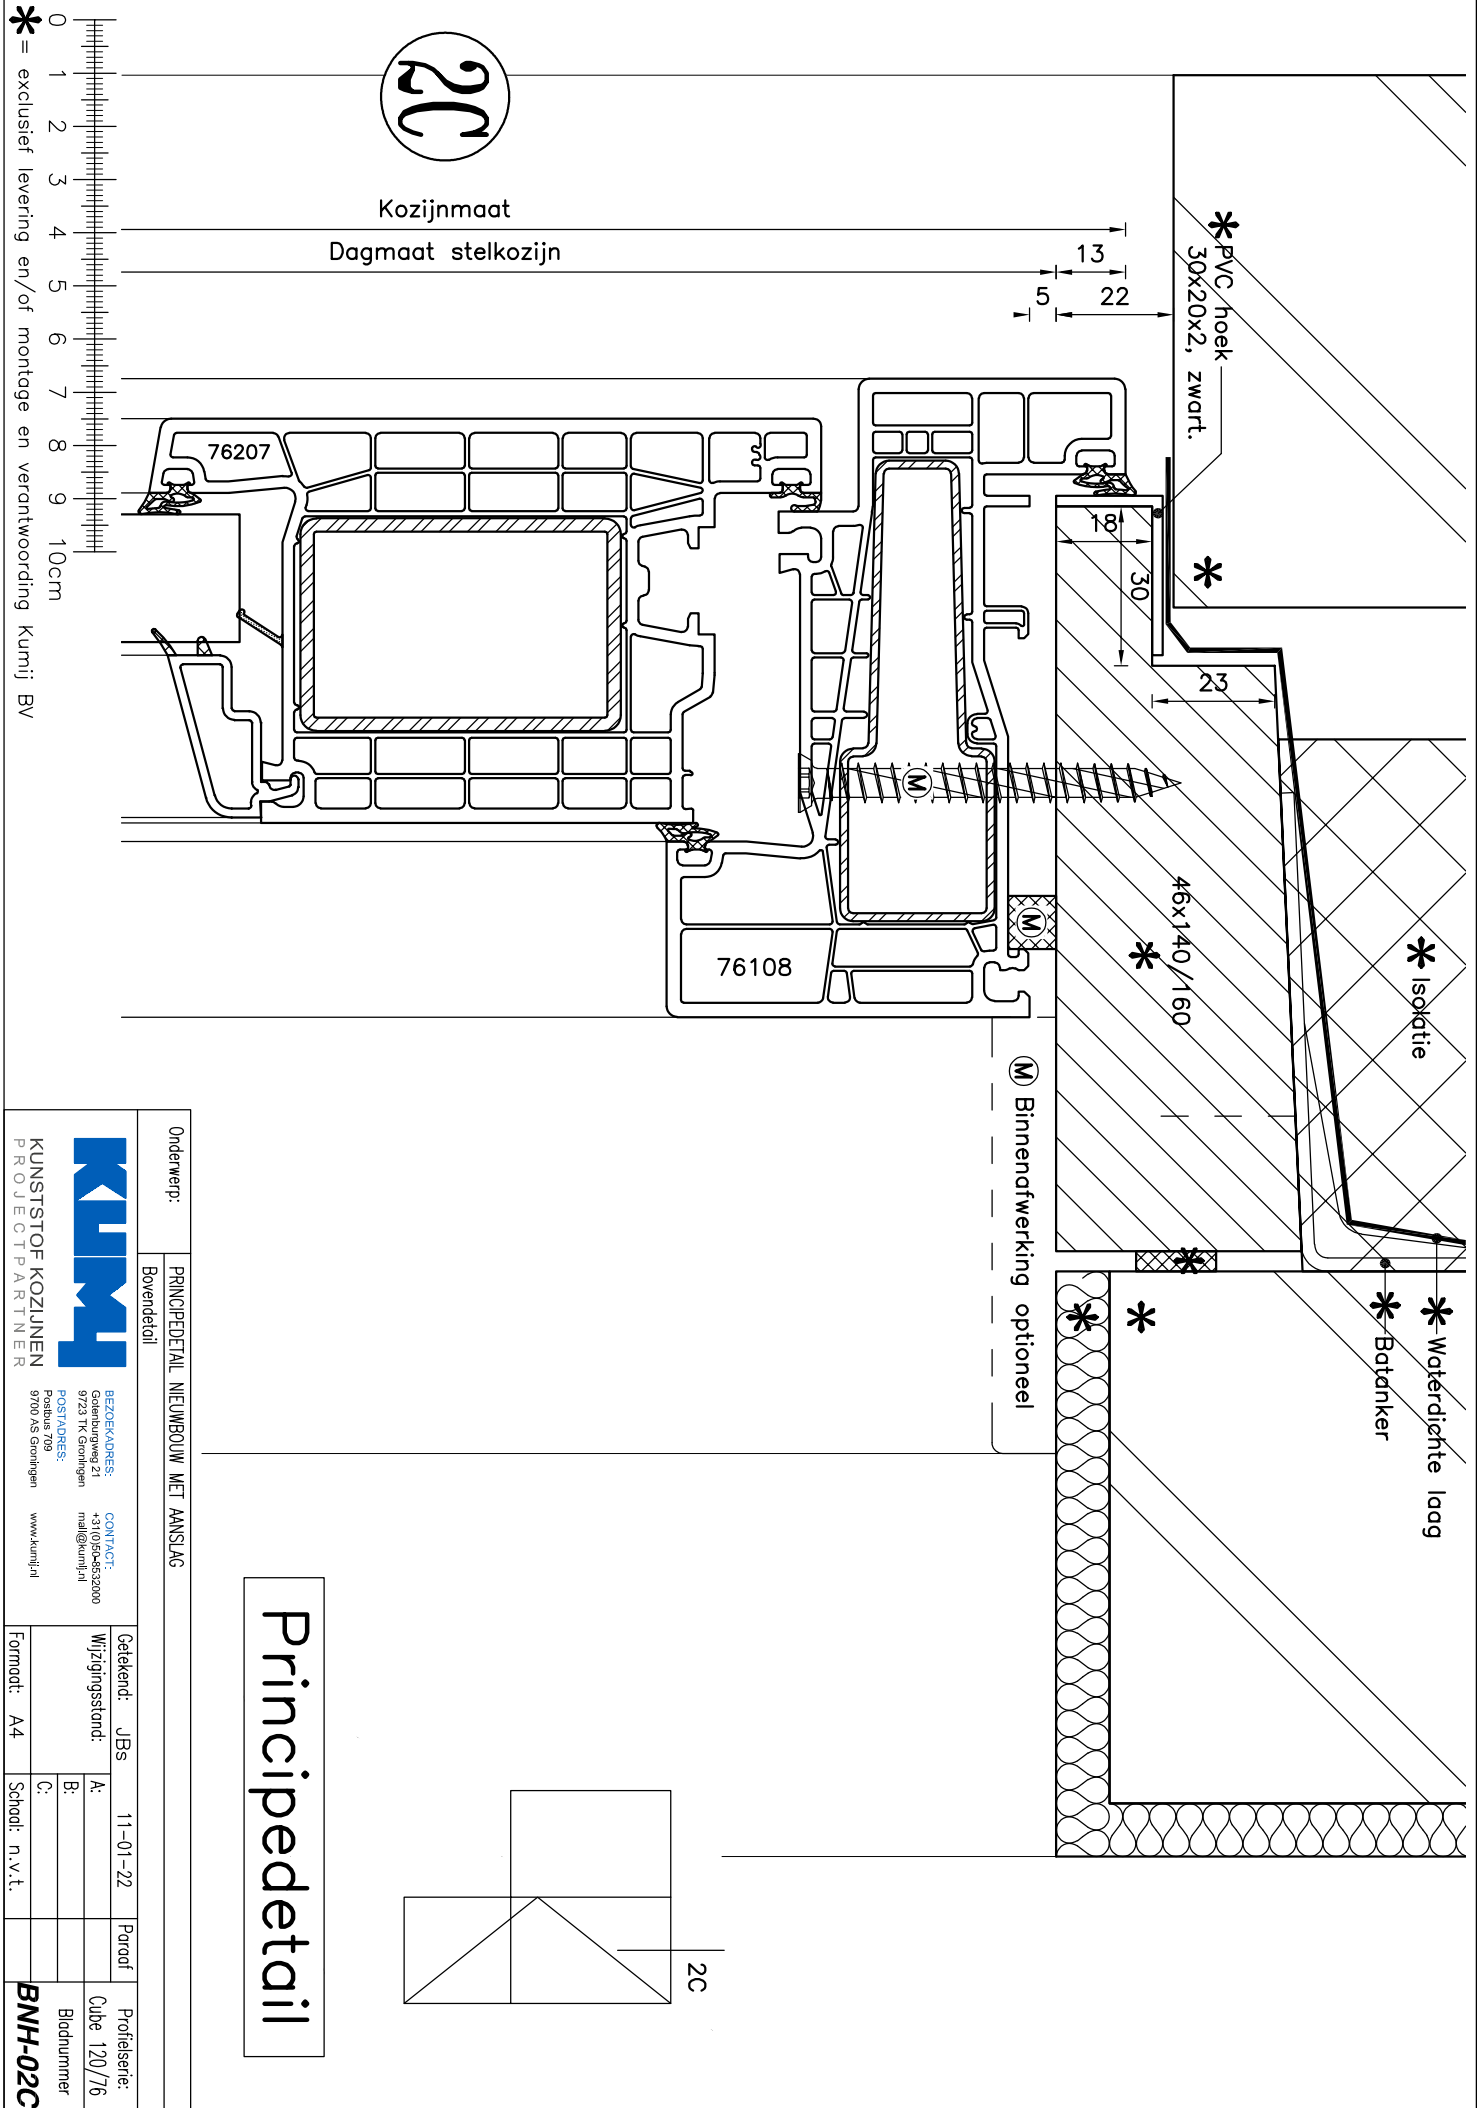 2C
Kozijnmaat
Dagmaat stelkozijn
13
5
22
PVC hoek
30x20x2, zwart.
18
30
23
76207
76108
M
M
46x140/160
Isolatie
Waterdichte laag
Batanker
M Binnenafwerking optioneel
0 1 2 3 4 5 6 7 8 9 10cm
* = exclusief levering en/of montage en verantwoording Kumij BV
Principedetail
2C
Onderwerp:
PRINCIPEDETAIL NIEUWBOUW MET AANSLAG
Bovendetail
KUMIJ
KUNSTSTOF KOZIJNEN
PROJECTPARTNER
BEZOEKADRES:
Gotenburgweg 21
9723 TK Groningen
POSTADRES:
Postbus 709
9700 AS Groningen
CONTACT:
+31(0)50-8532000
mail@kumij.nl
www.kumij.nl
Getekend: JBs 11-01-22
Paraaf
Profielserie:
Cube 120/76
Wijzigingsstand:
A:
B:
C:
Bladnummer
BNH-02C
Formaat: A4
Schaal: n.v.t.